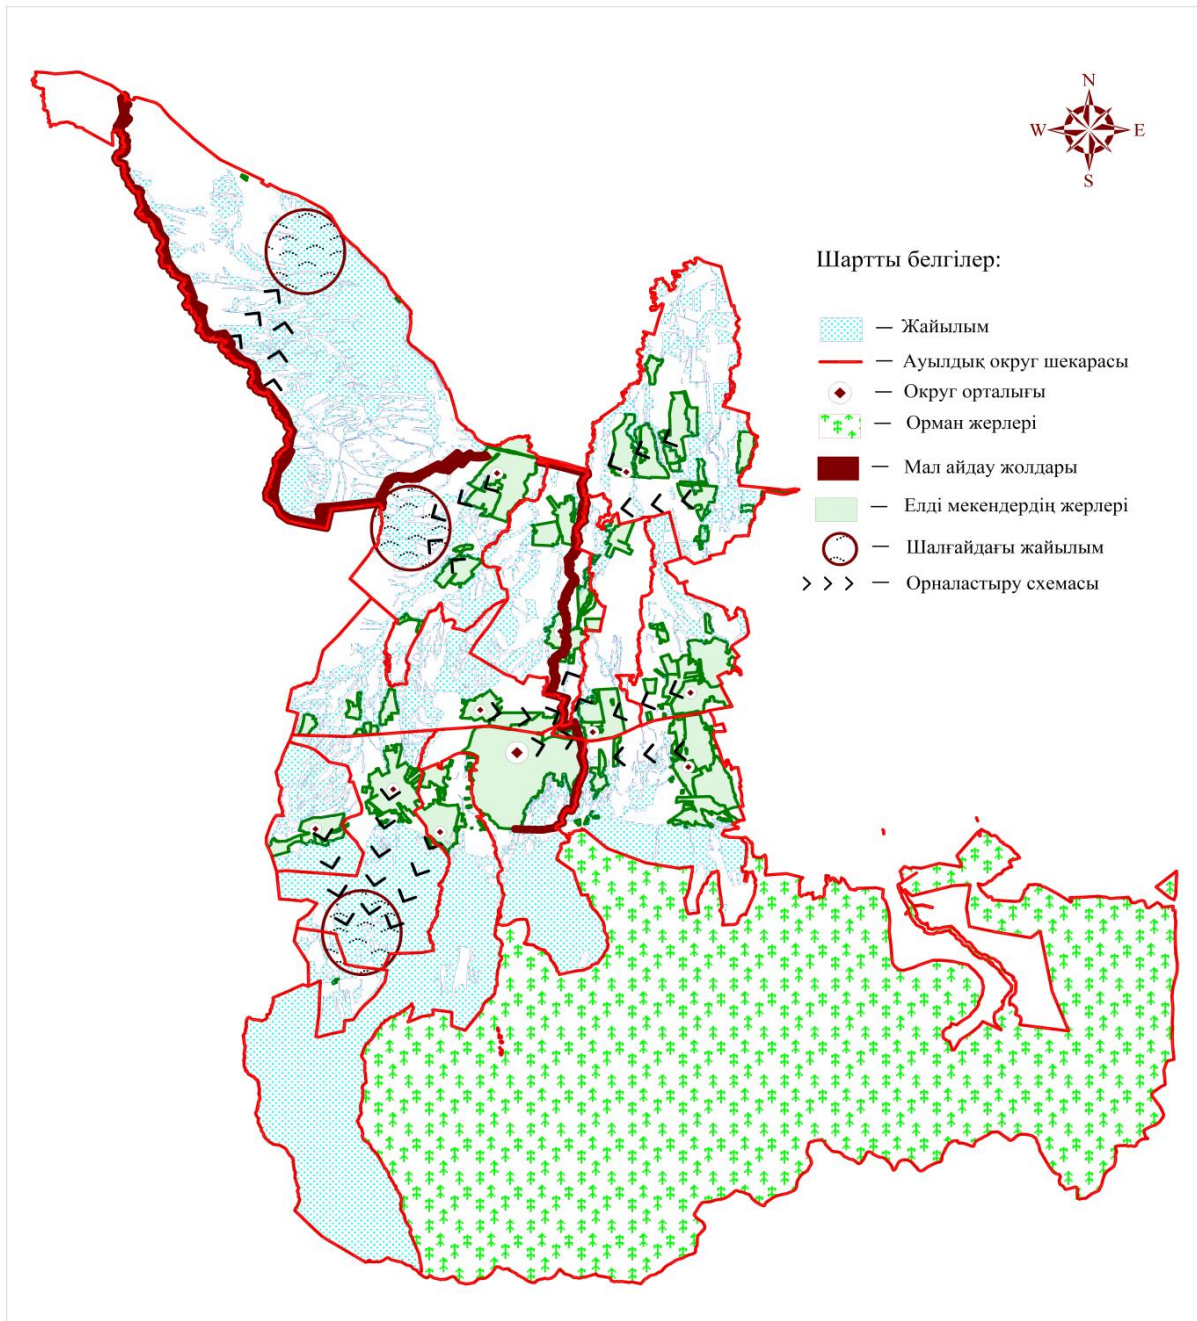 N
W E
S
Шартты белгілер:
— Жайылым
— Ауылдық округ шекарасы
— Округ орталығы
— Орман жерлері
— Мал айдау жолдары
— Елді мекендердің жерлері
— Шалғайдағы жайылым
— Орналастыру схемасы